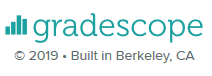 gradescope
© 2019 • Built in Berkeley, CA